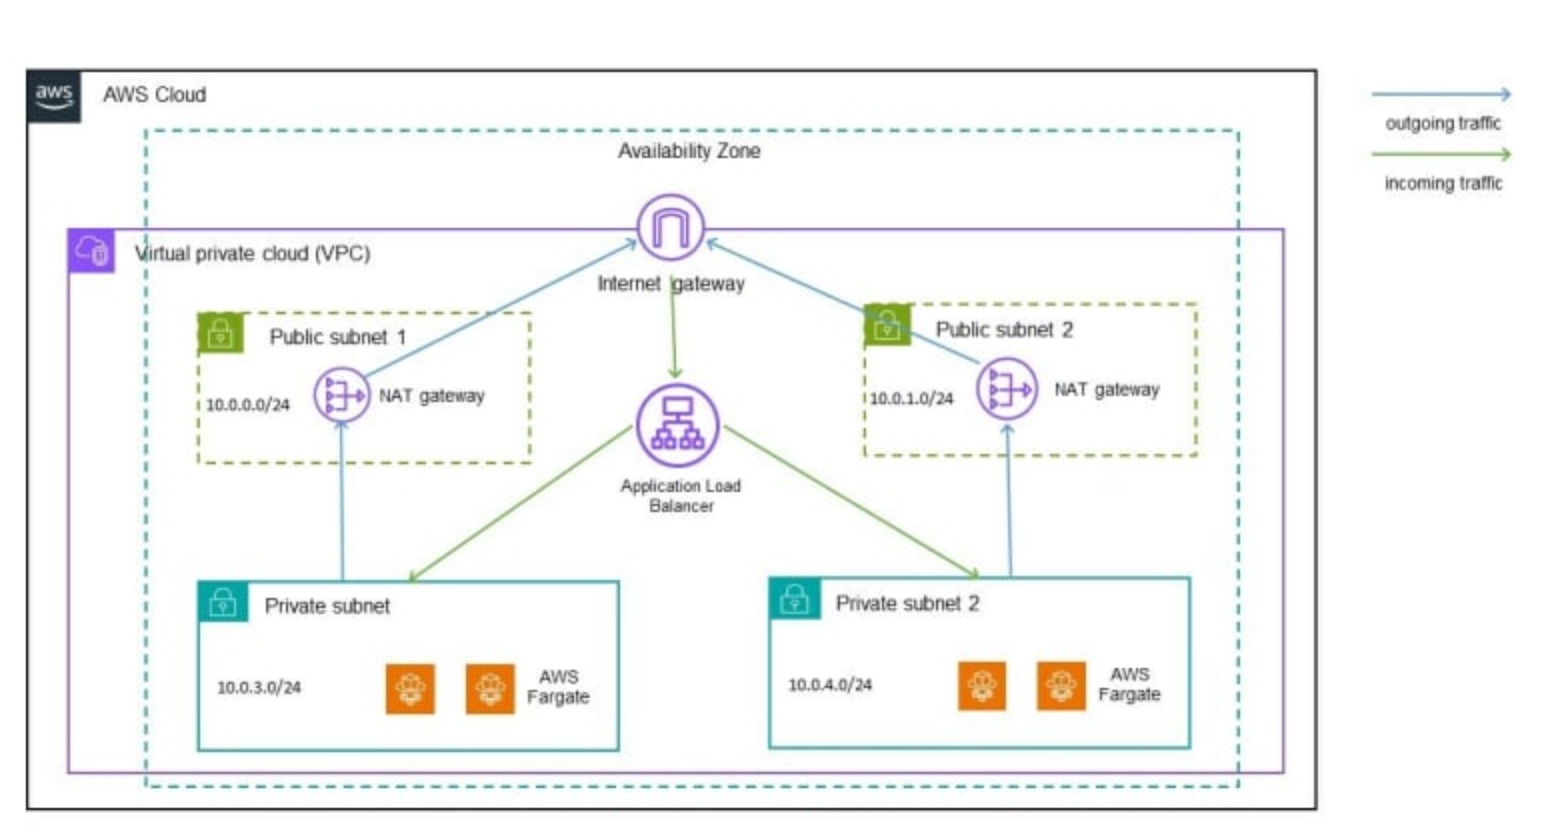 aws
AWS Cloud
outgoing traffic
incoming traffic
Availability Zone
Virtual private cloud (VPC)
Internet gateway
Public subnet 1
10.0.0.0/24
NAT gateway
Public subnet 2
10.0.1.0/24
NAT gateway
Application Load
Balancer
Private subnet
10.0.3.0/24
AWS
Fargate
Private subnet 2
10.0.4.0/24
AWS
Fargate